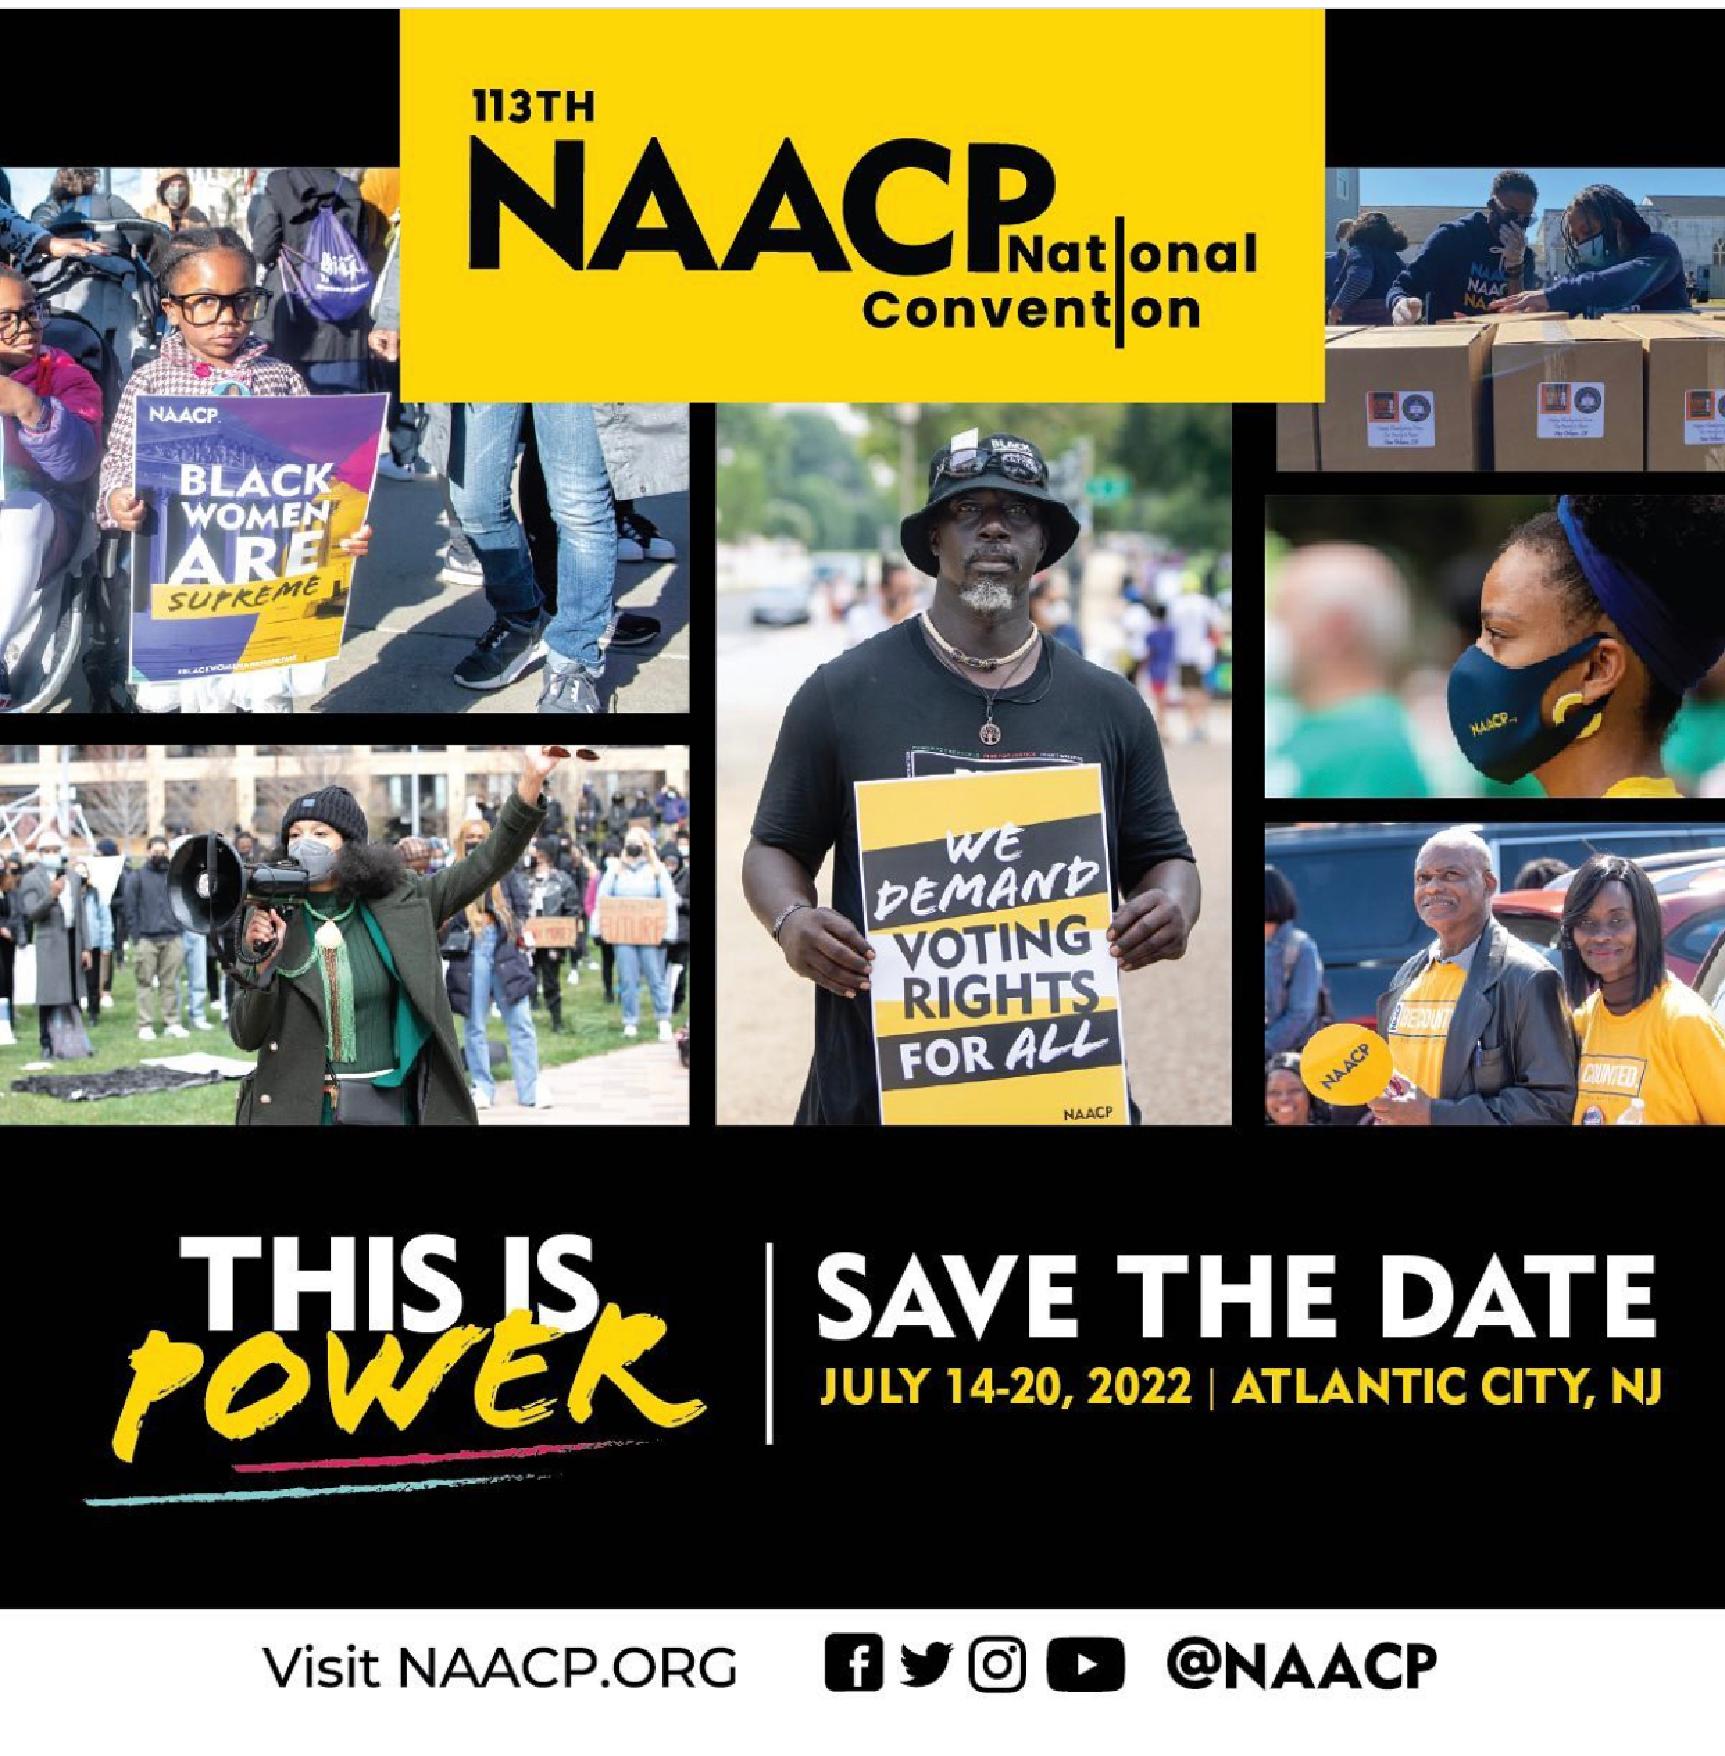 113TH
NAACP
National
Convention
NAACP
BLACK
WOMEN
ARE
SUPREME
NAACP
WE
DEMAND
VOTING
RIGHTS
FOR ALL
NAACP
NAACP
COUNTED.
THIS IS
POWER
SAVE THE DATE
JULY 14-20, 2022 | ATLANTIC CITY, NJ
Visit NAACP.ORG
@NAACP